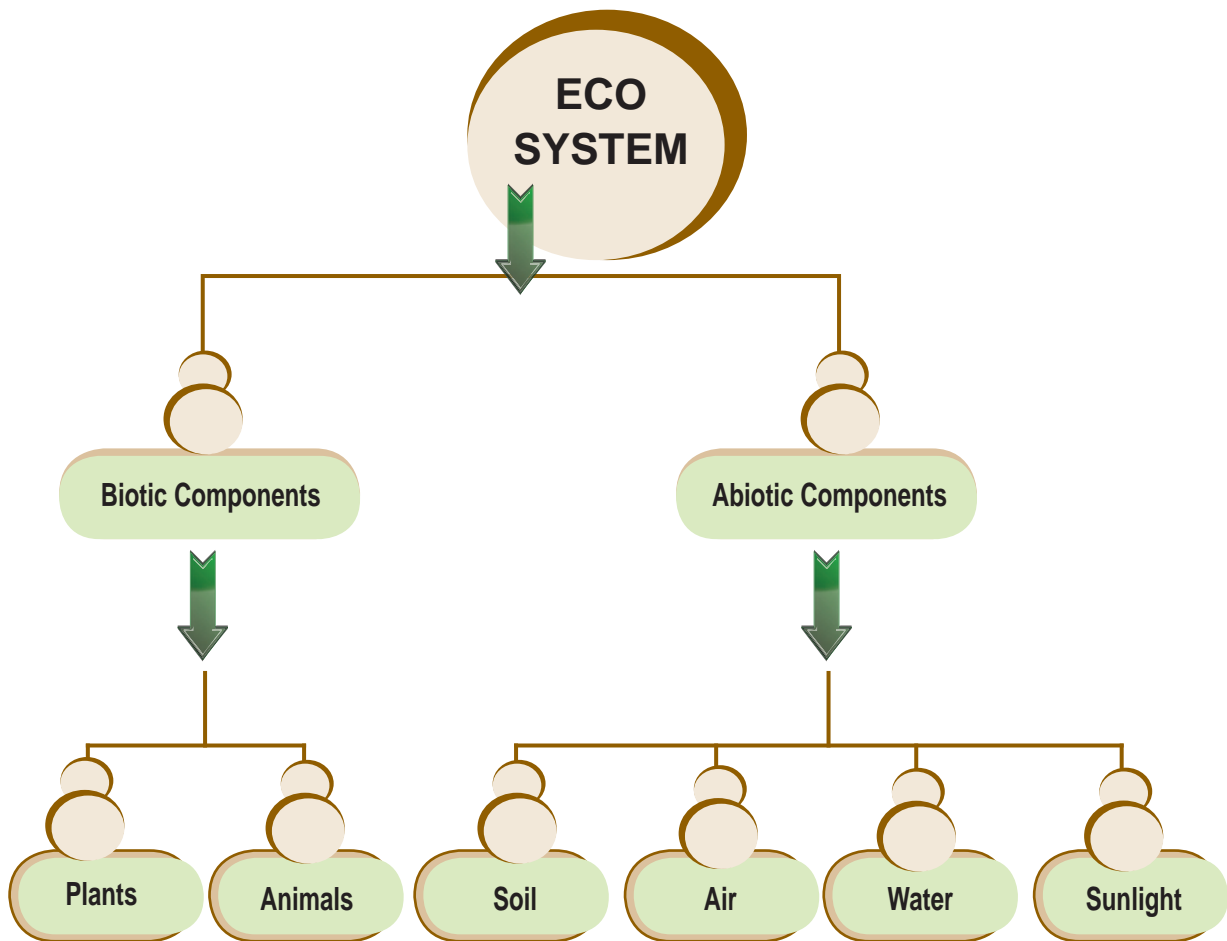 ECO
SYSTEM
Biotic Components
Abiotic Components
Plants
Animals
Soil
Air
Water
Sunlight